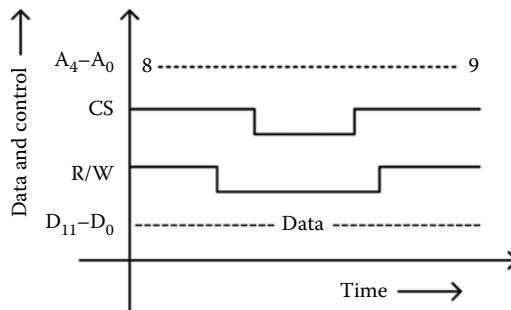 Data and control
A₄–A₀ 8 9
CS
R/W
D₁₁–D₀ Data
Time